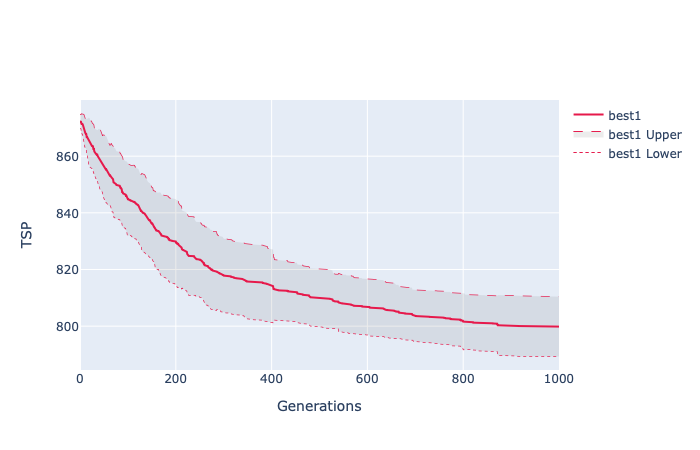 best1
best1 Upper
best1 Lower
860
840
820
800
TSP
0 200 400 600 800 1000
Generations